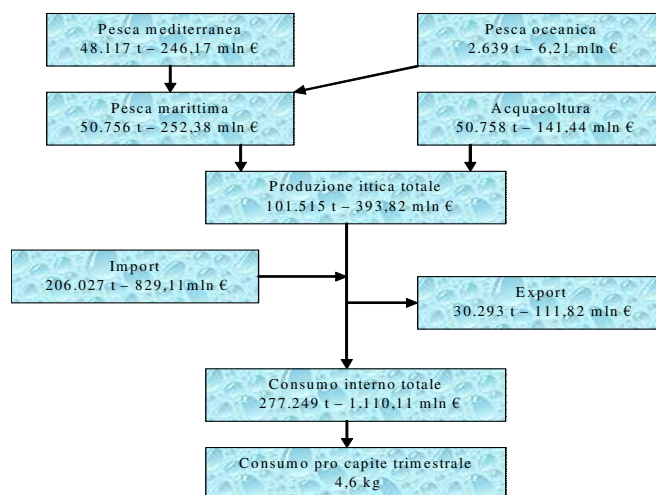 Pesca mediterranea
48.117 t – 246,17 mln €
Pesca oceanica
2.639 t – 6,21 mln €
Pesca marittima
50.756 t – 252,38 mln €
Acquacoltura
50.758 t – 141,44 mln €
Produzione ittica totale
101.515 t – 393,82 mln €
Import
206.027 t – 829,11mln €
Export
30.293 t – 111,82 mln €
Consumo interno totale
277.249 t – 1.110,11 mln €
Consumo pro capite trimestrale
4,6 kg